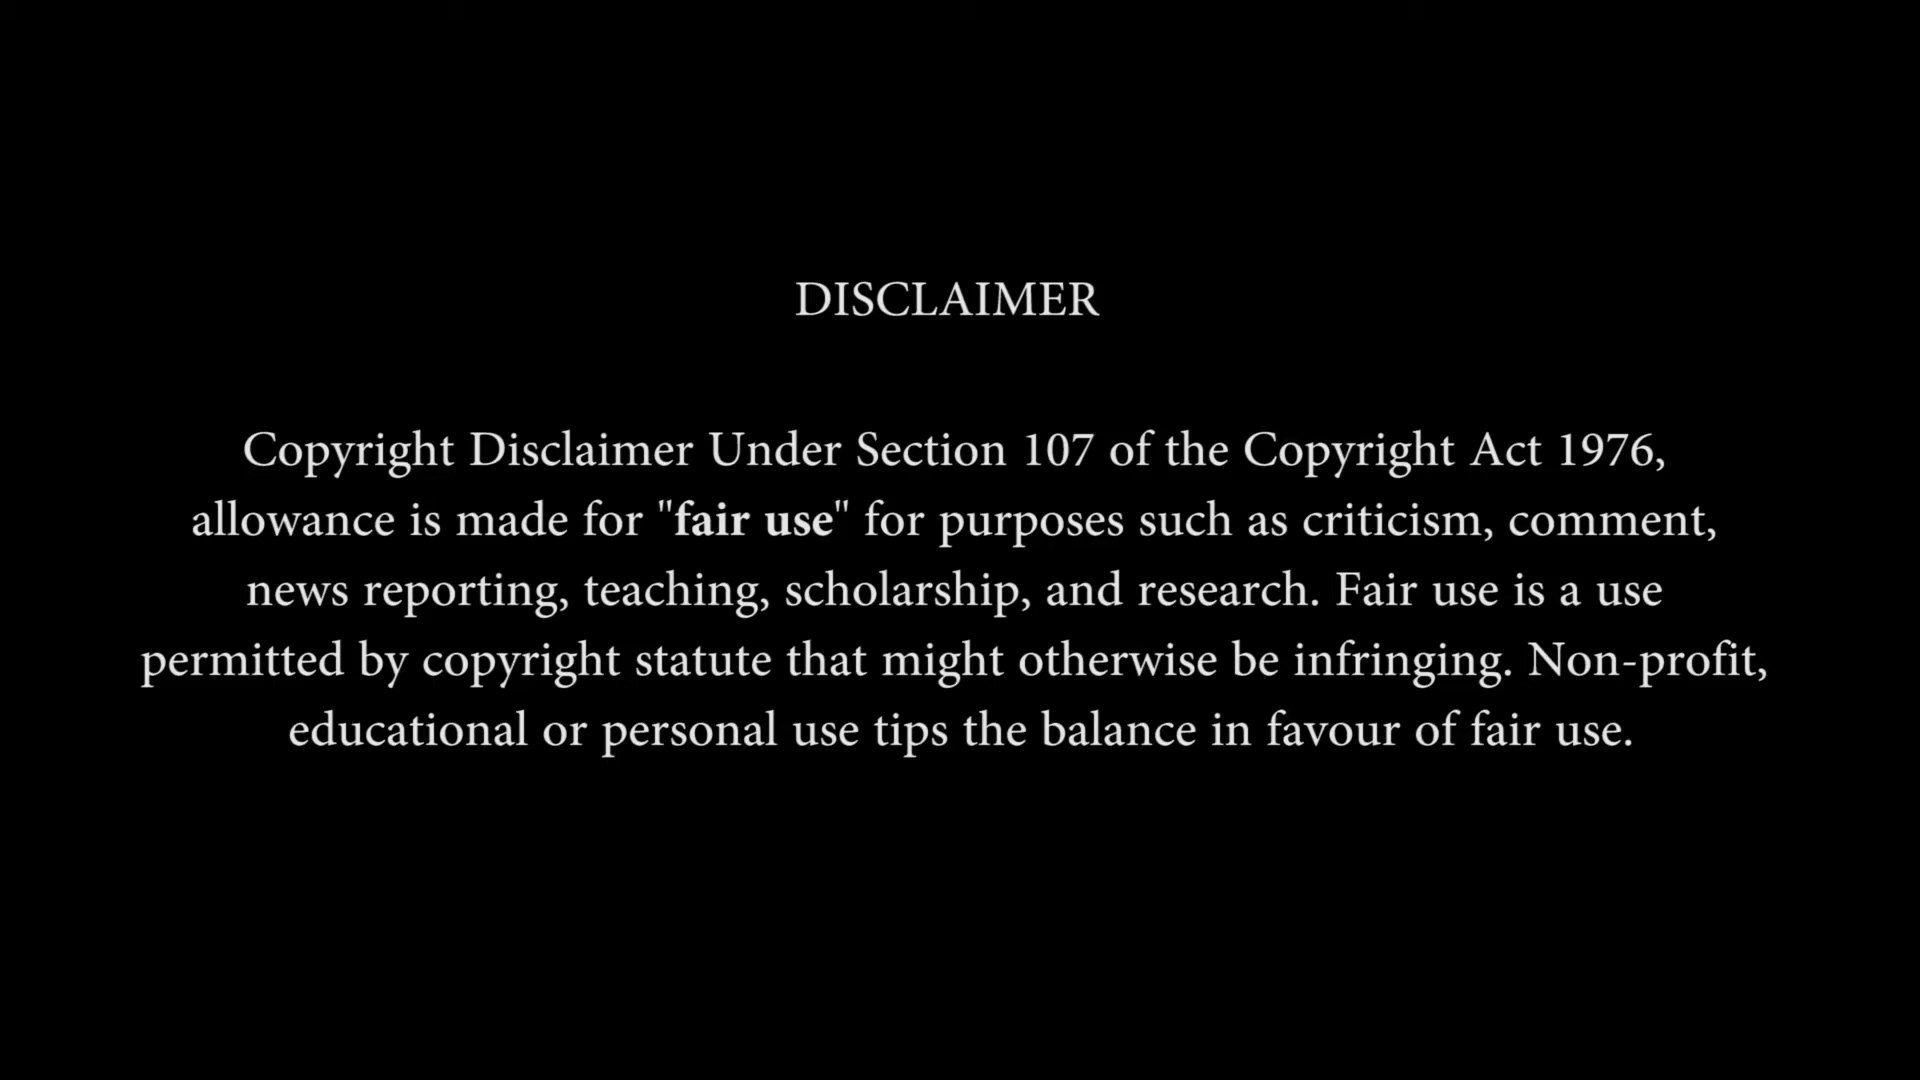 DISCLAIMER
Copyright Disclaimer Under Section 107 of the Copyright Act 1976,
allowance is made for "fair use" for purposes such as criticism, comment,
news reporting, teaching, scholarship, and research. Fair use is a use
permitted by copyright statute that might otherwise be infringing. Non-profit,
educational or personal use tips the balance in favour of fair use.